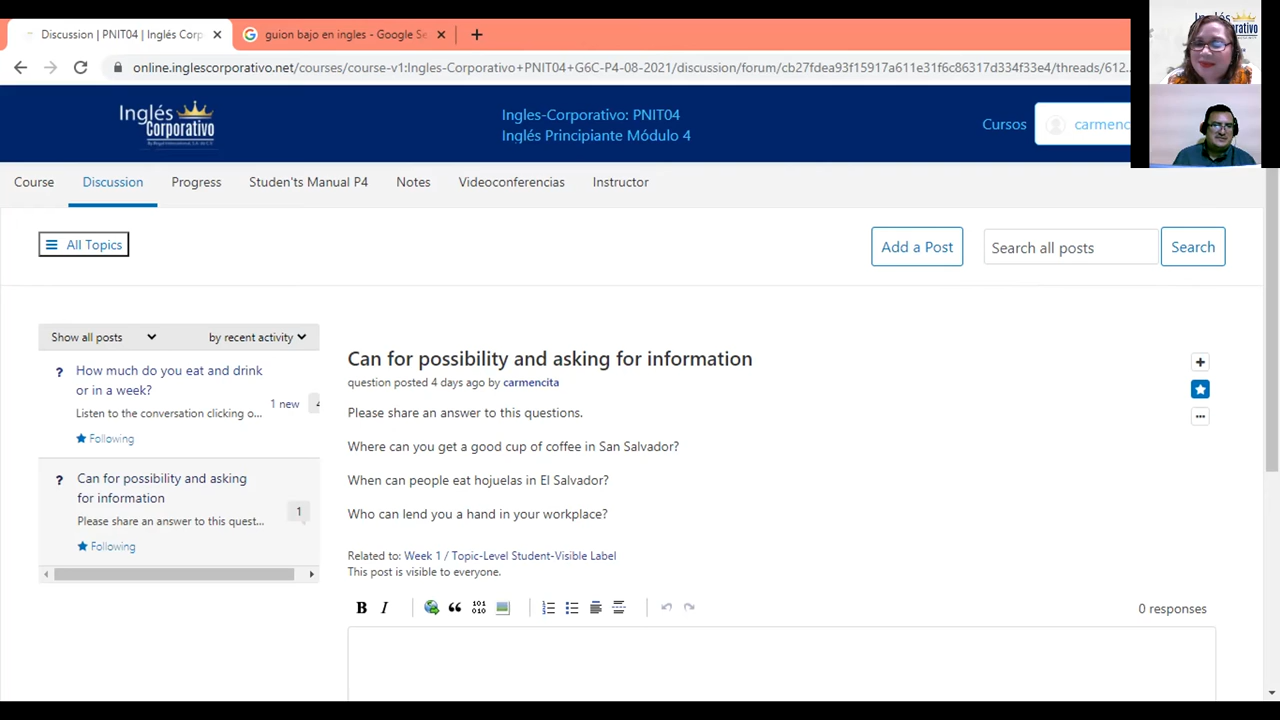 Discussion | PNIT04 | Inglés Corp
guion bajo en ingles - Google Se
online.inglescorporativo.net/courses/course-v1:Ingles-Corporativo+PNIT04+G6C-P4-08-2021/discussion/forum/cb27fdea93f15917a611e31f6c86317d334f33e4/threads/612...
Inglés
Corporativo
Ingles-Corporativo: PNIT04
Inglés Principiante Módulo 4
Cursos
carmenc
Course
Discussion
Progress
Studen'ts Manual P4
Notes
Videoconferencias
Instructor
All Topics
Add a Post
Search all posts
Search
Show all posts
by recent activity
? How much do you eat and drink
or in a week?
1 new
Listen to the conversation clicking o...
Following
? Can for possibility and asking
for information
1
Please share an answer to this quest...
Following
Can for possibility and asking for information
question posted 4 days ago by carmencita
Please share an answer to this questions.
Where can you get a good cup of coffee in San Salvador?
When can people eat hojuelas in El Salvador?
Who can lend you a hand in your workplace?
Related to: Week 1 / Topic-Level Student-Visible Label
This post is visible to everyone.
B I
101
010
0 responses